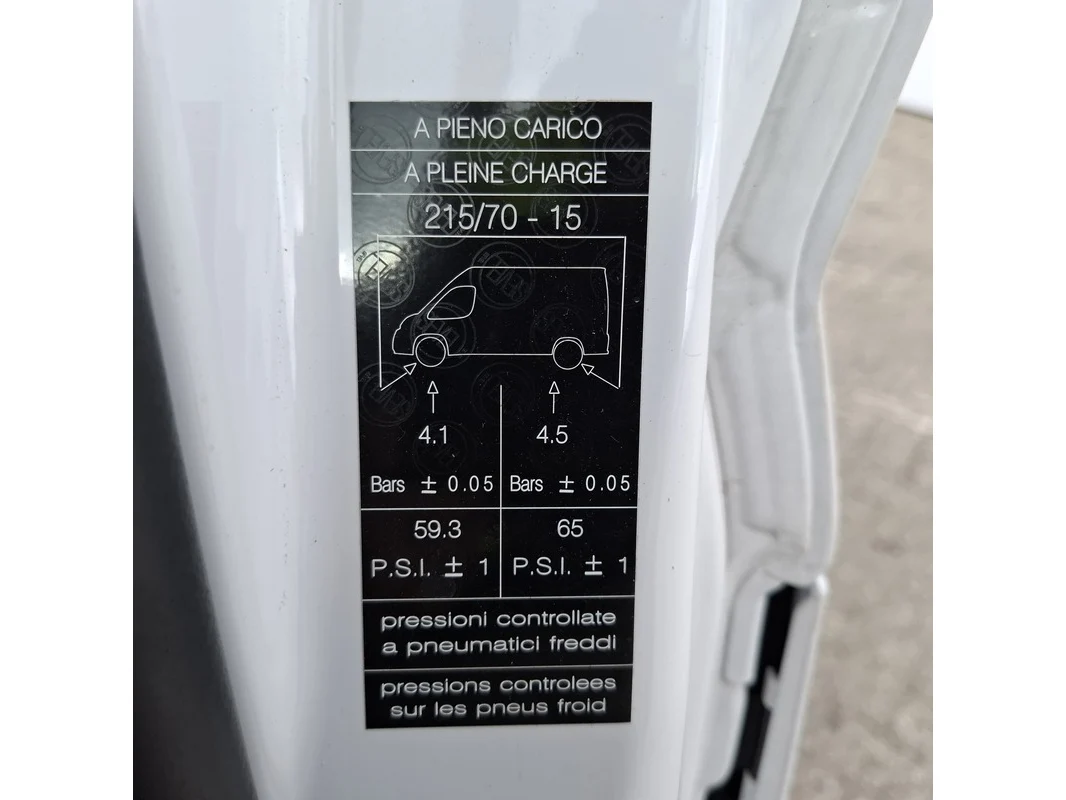 A PIENO CARICO
A PLEINE CHARGE
215/70 - 15
4.1 4.5
Bars ± 0.05 Bars ± 0.05
59.3 65
P.S.I. ± 1 P.S.I. ± 1
pressioni controllate
a pneumatici freddi
pressions controlees
sur les pneus froid